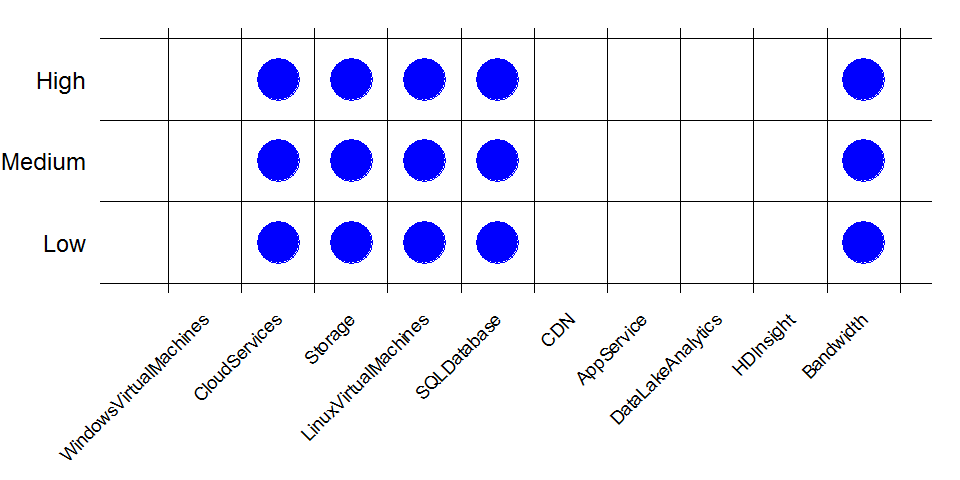 High
Medium
Low
WindowsVirtualMachines
CloudServices
Storage
LinuxVirtualMachines
SQLDatabase
CDN
AppService
DataLakeAnalytics
HDInsight
Bandwidth